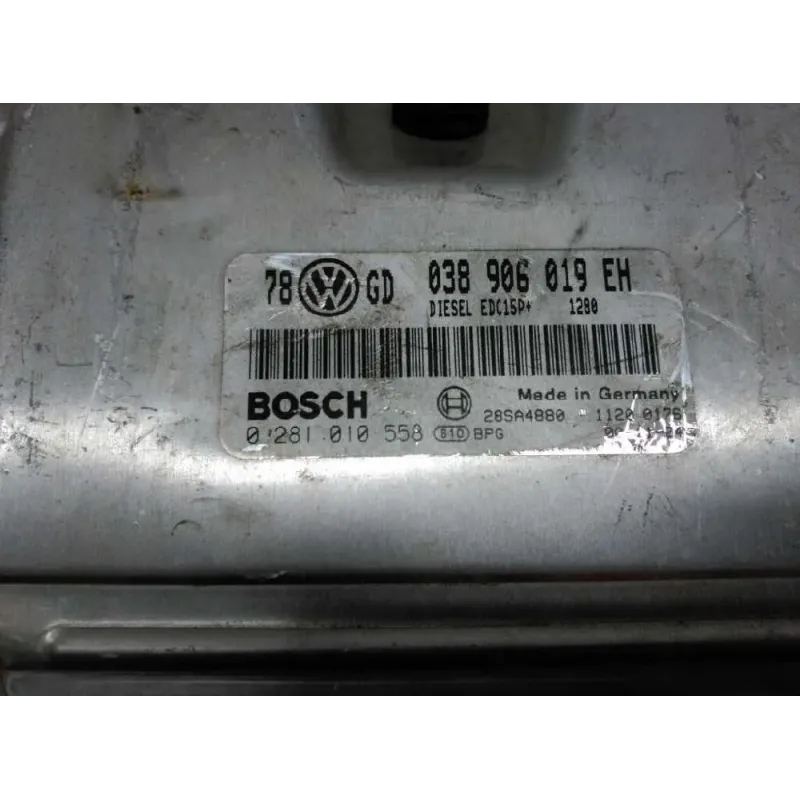 78 GD 038 906 019 EH
DIESEL EDC15P+ 1280
BOSCH Made in Germany
28SA4880 1120 0176
0 281 010 558 810 BPG